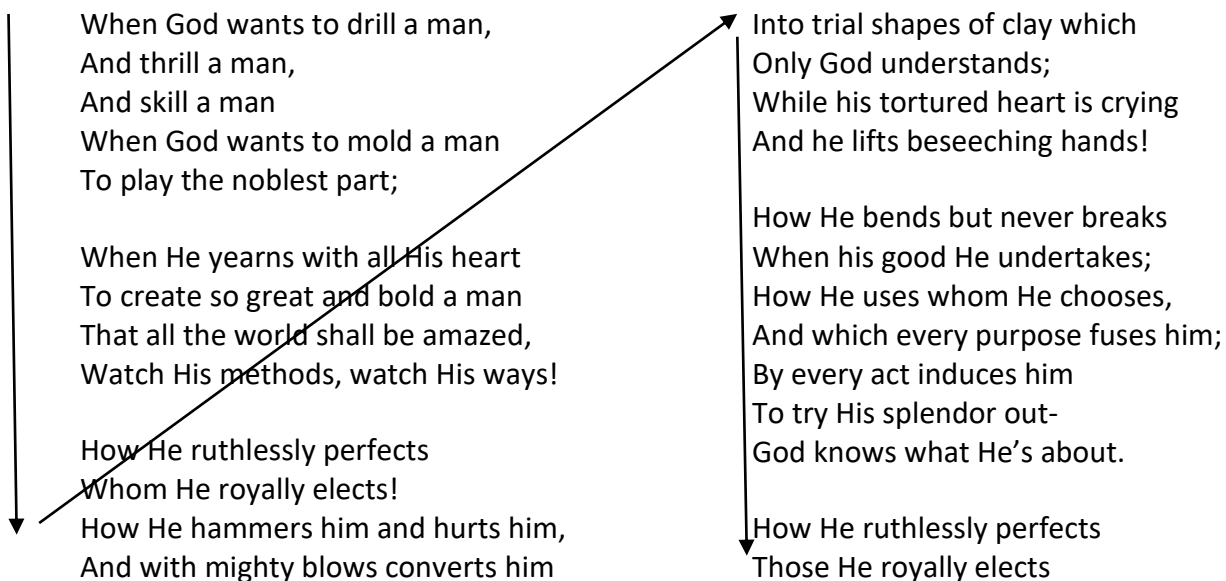 When God wants to drill a man,
And thrill a man,
And skill a man
When God wants to mold a man
To play the noblest part;

When He yearns with all His heart
To create so great and bold a man
That all the world shall be amazed,
Watch His methods, watch His ways!

How He ruthlessly perfects
Whom He royally elects!
How He hammers him and hurts him,
And with mighty blows converts him
Into trial shapes of clay which
Only God understands;
While his tortured heart is crying
And he lifts beseeching hands!

How He bends but never breaks
When his good He undertakes;
How He uses whom He chooses,
And which every purpose fuses him;
By every act induces him
To try His splendor out-
God knows what He’s about.

How He ruthlessly perfects
Those He royally elects